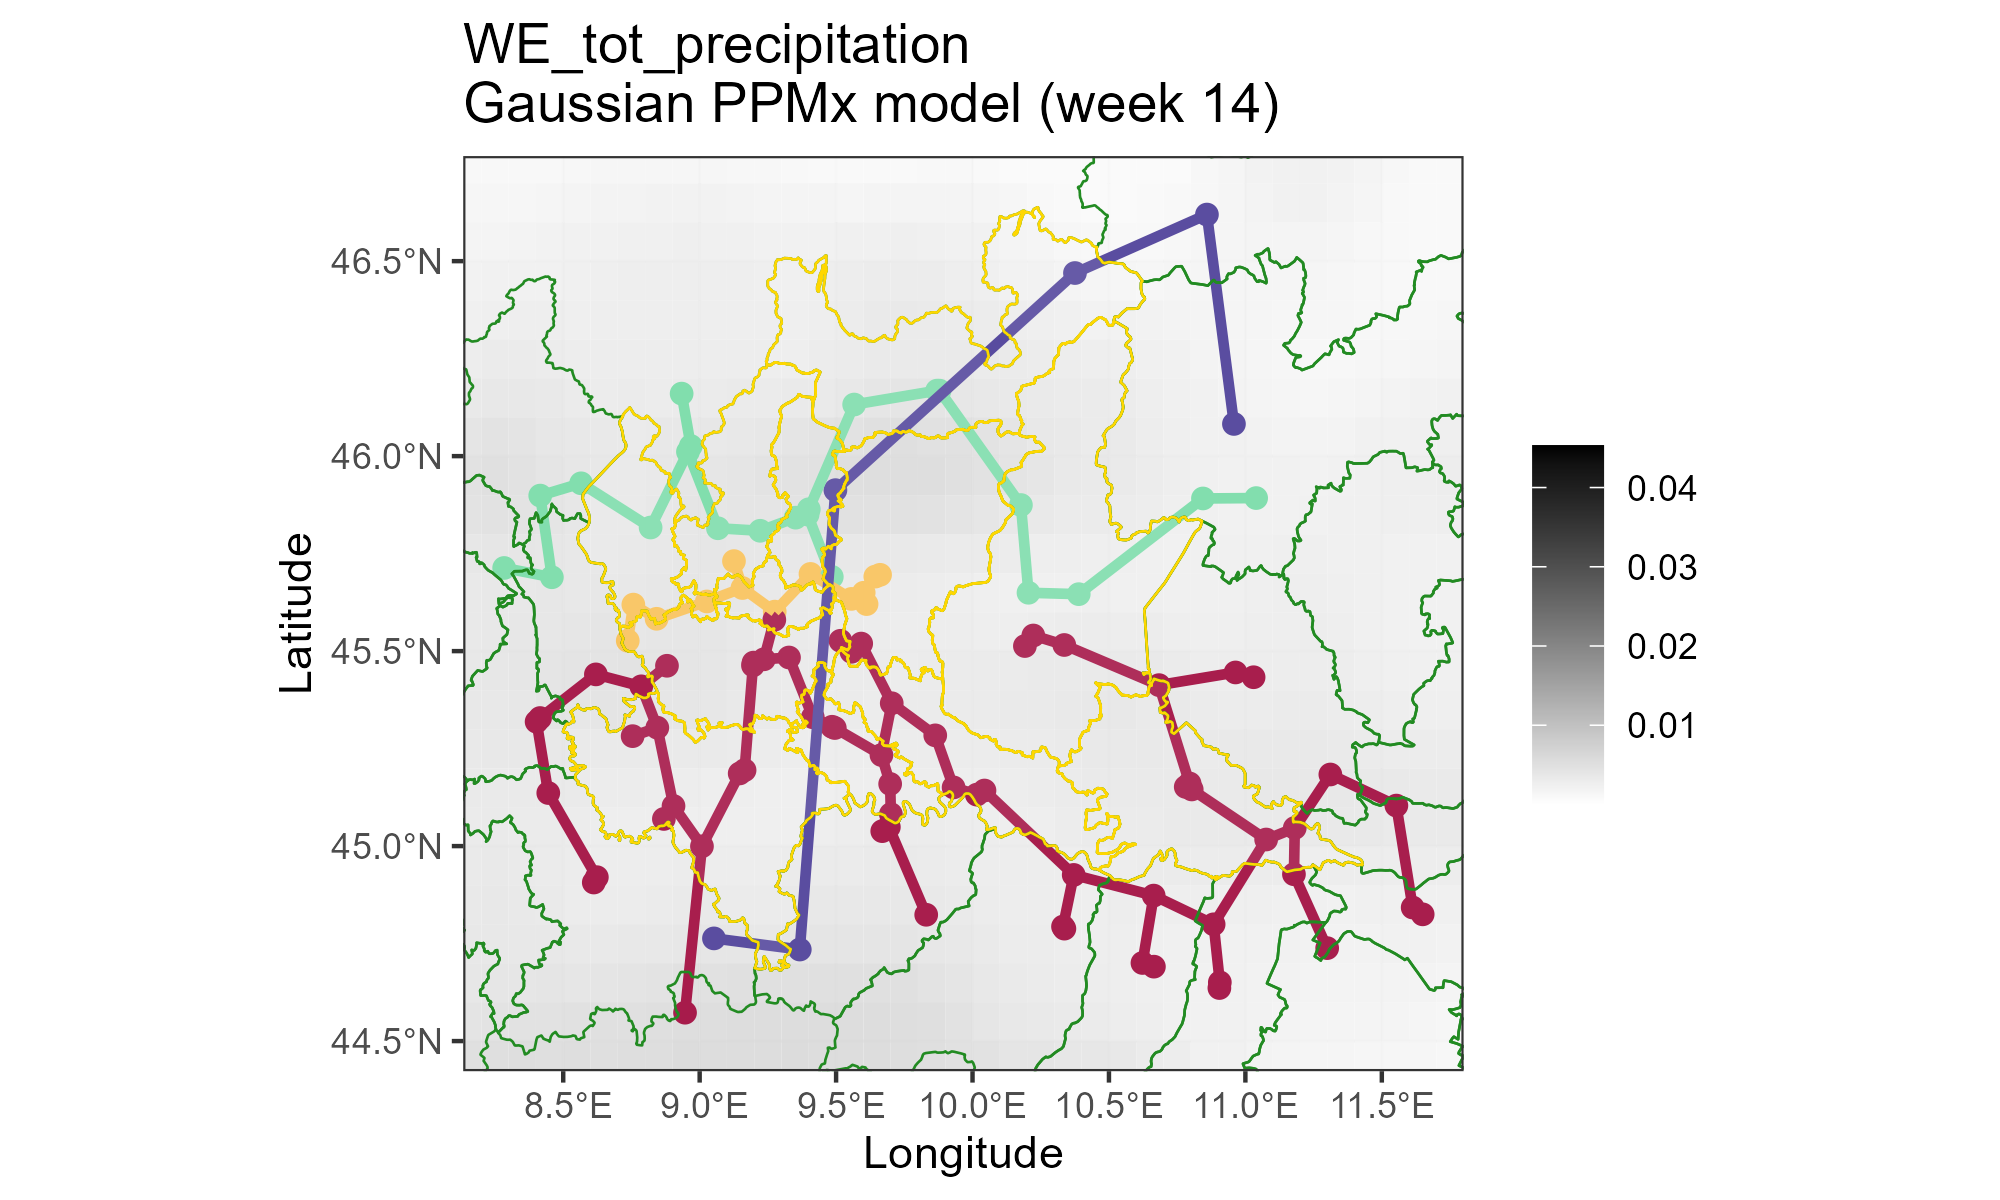 WE_tot_precipitation
Gaussian PPMx model (week 14)
46.5°N
46.0°N
45.5°N
45.0°N
44.5°N
Latitude
8.5°E 9.0°E 9.5°E 10.0°E 10.5°E 11.0°E 11.5°E
Longitude
0.04
0.03
0.02
0.01